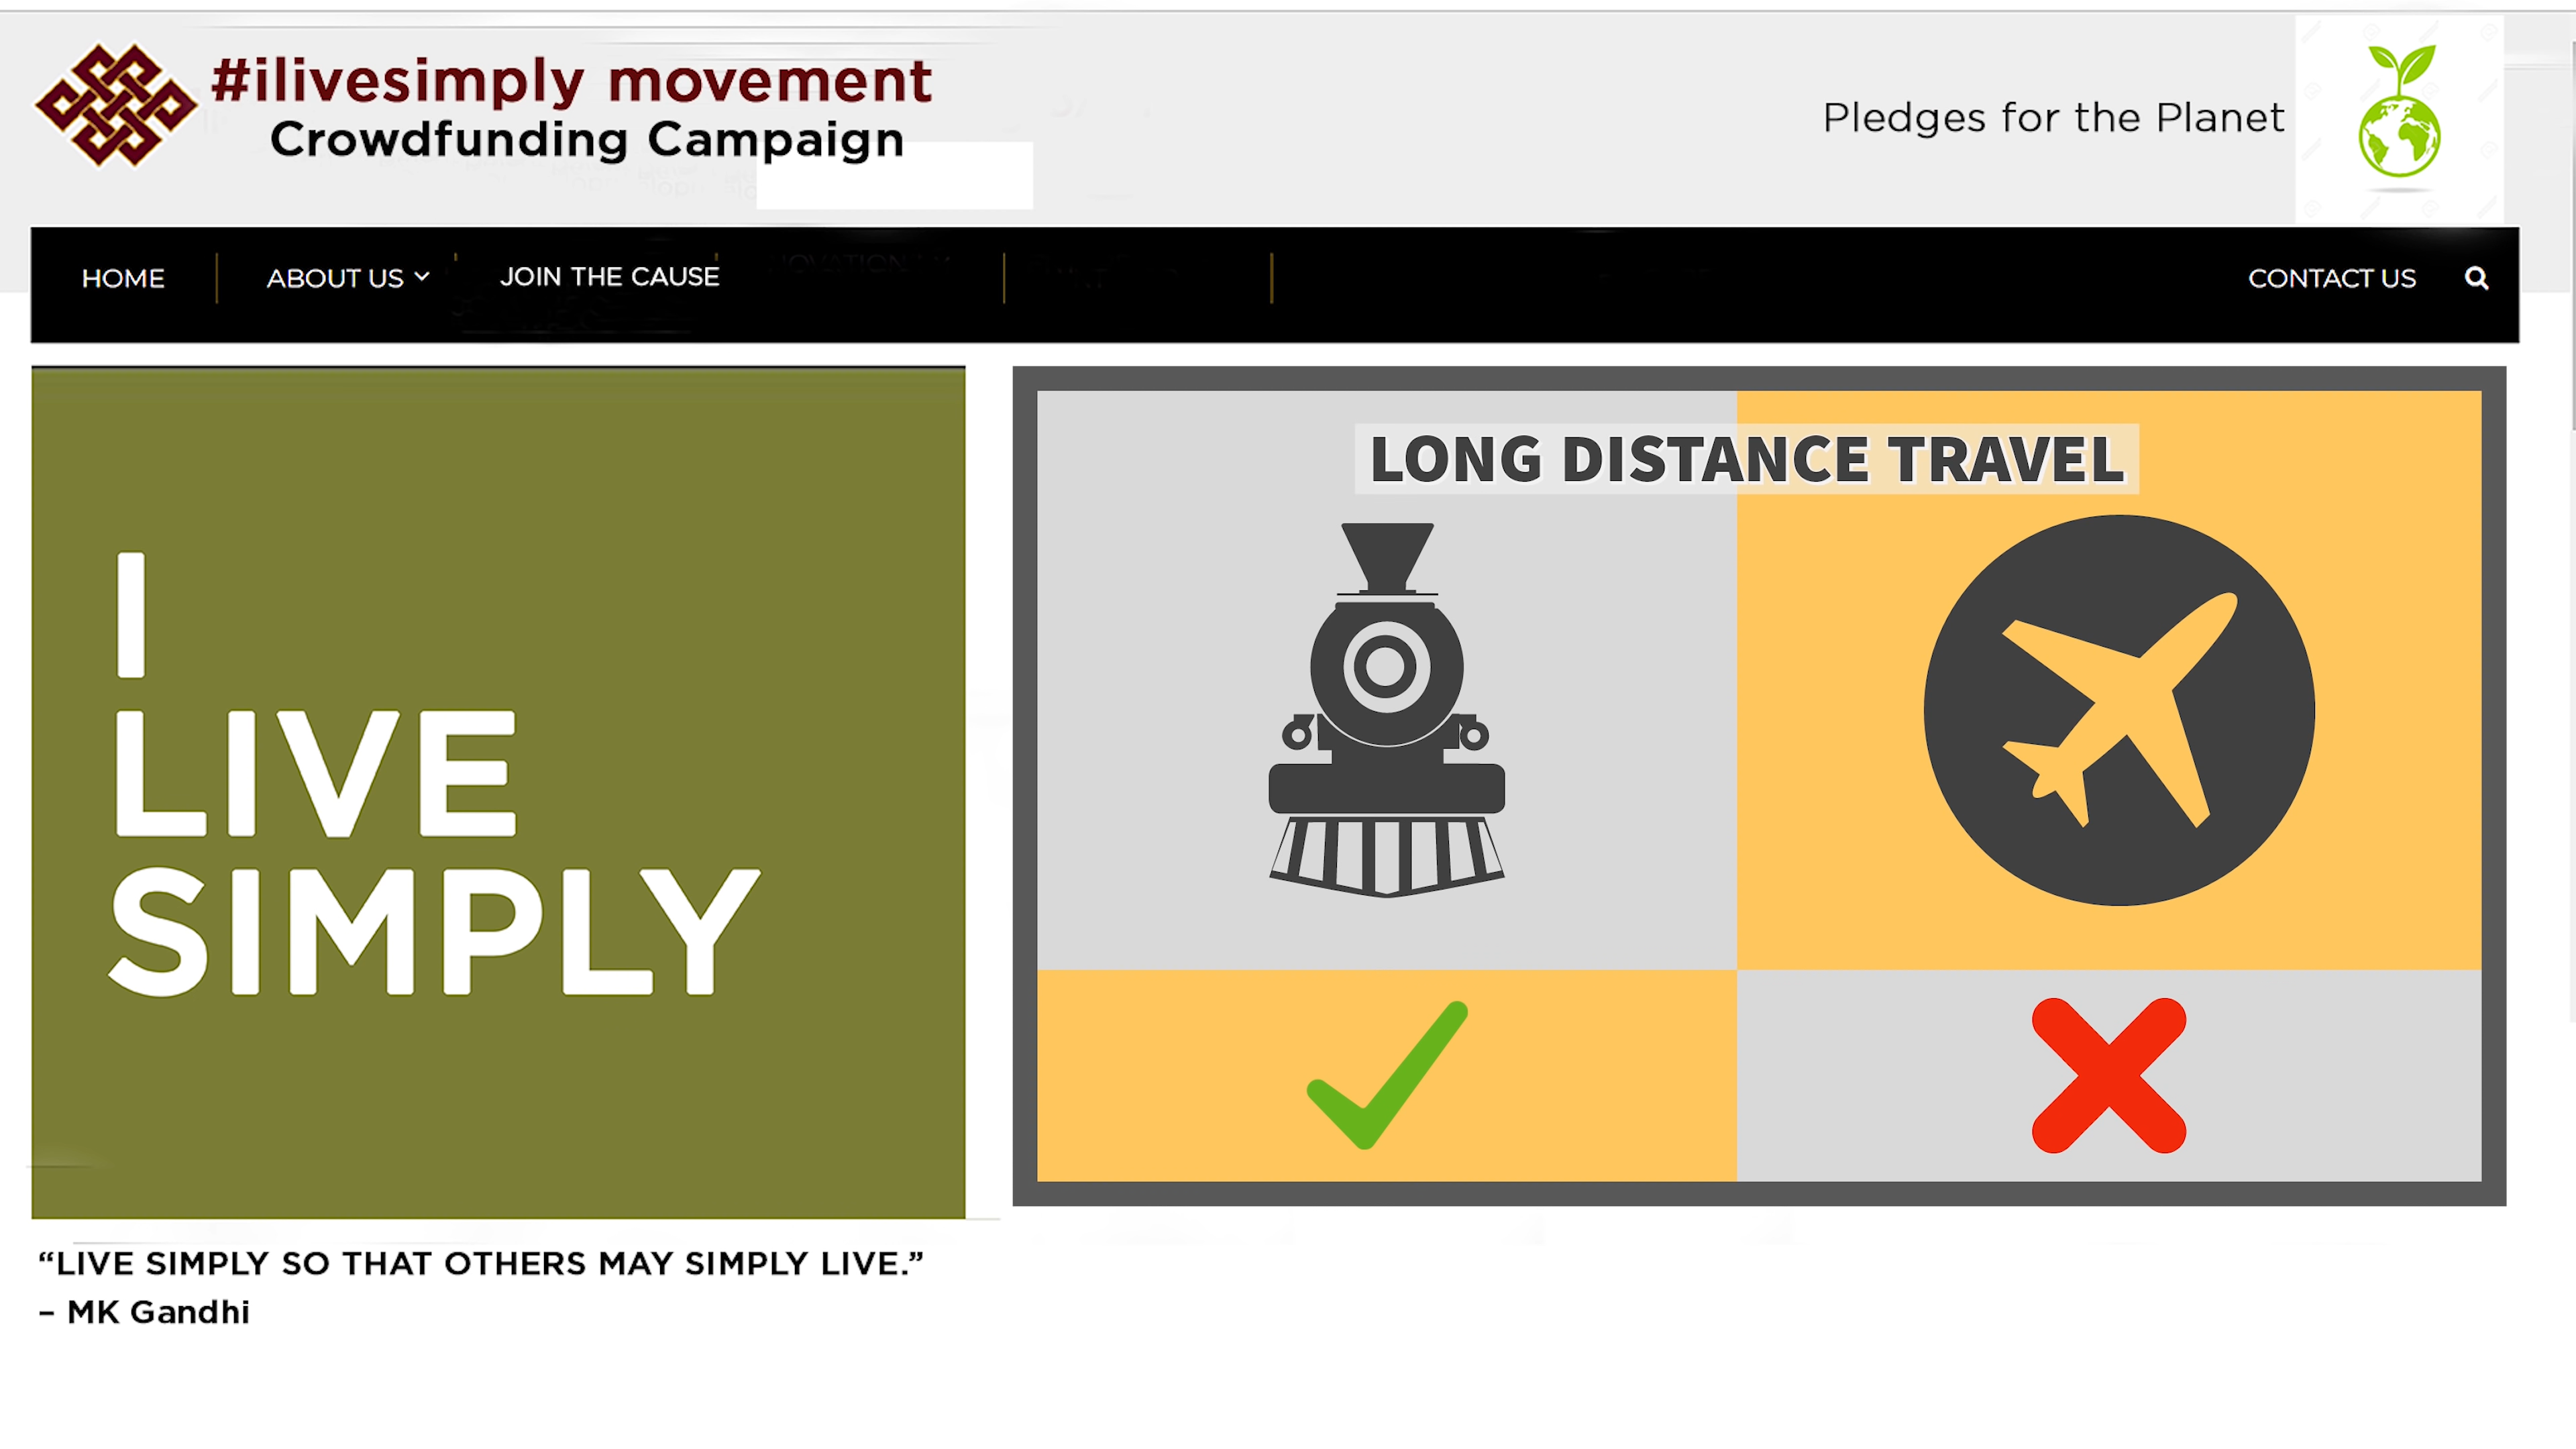 #ilivesimply movement
Crowdfunding Campaign
Pledges for the Planet
HOME
ABOUT US
JOIN THE CAUSE
CONTACT US
I
LIVE
SIMPLY
LONG DISTANCE TRAVEL
“LIVE SIMPLY SO THAT OTHERS MAY SIMPLY LIVE.”
– MK Gandhi